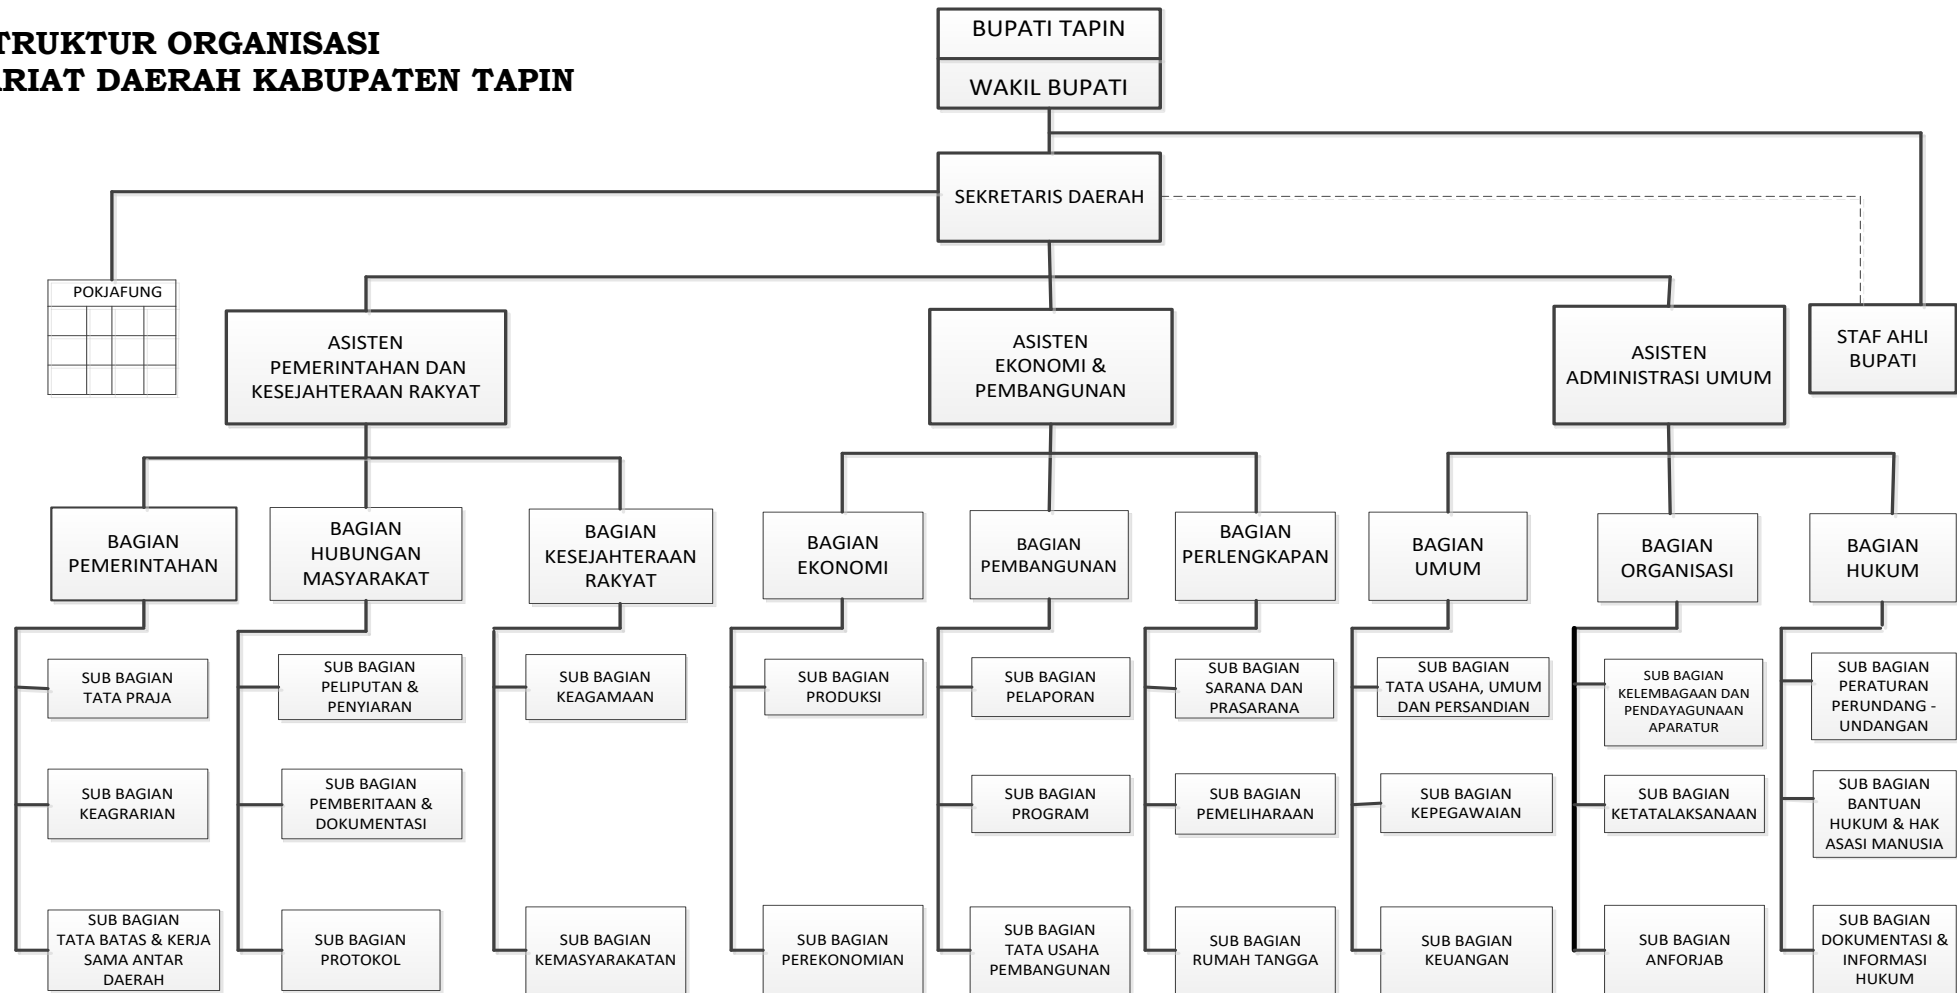 TRUKTUR ORGANISASI
ARIAT DAERAH KABUPATEN TAPIN
BUPATI TAPIN
WAKIL BUPATI
SEKRETARIS DAERAH
POKJAFUNG
ASISTEN
PEMERINTAHAN DAN
KESEJAHTERAAN RAKYAT
ASISTEN
EKONOMI &
PEMBANGUNAN
ASISTEN
ADMINISTRASI UMUM
STAF AHLI
BUPATI
BAGIAN
PEMERINTAHAN
BAGIAN
HUBUNGAN
MASYARAKAT
BAGIAN
KESEJAHTERAAN
RAKYAT
BAGIAN
EKONOMI
BAGIAN
PEMBANGUNAN
BAGIAN
PERLENGKAPAN
BAGIAN
UMUM
BAGIAN
ORGANISASI
BAGIAN
HUKUM
SUB BAGIAN
TATA PRAJA
SUB BAGIAN
PELIPUTAN &
PENYIARAN
SUB BAGIAN
KEAGAMAAN
SUB BAGIAN
PRODUKSI
SUB BAGIAN
PELAPORAN
SUB BAGIAN
SARANA DAN
PRASARANA
SUB BAGIAN
TATA USAHA, UMUM
DAN PERSANDIAN
SUB BAGIAN
KELEMBAGAAN DAN
PENDAYAGUNAAN
APARATUR
SUB BAGIAN
PERATURAN
PERUNDANG -
UNDANGAN
SUB BAGIAN
KEAGRARIAN
SUB BAGIAN
PEMBERITAAN &
DOKUMENTASI
SUB BAGIAN
PROGRAM
SUB BAGIAN
PEMELIHARAAN
SUB BAGIAN
KEPEGAWAIAN
SUB BAGIAN
KETATALAKSANAAN
SUB BAGIAN
BANTUAN
HUKUM & HAK
ASASI MANUSIA
SUB BAGIAN
TATA BATAS & KERJA
SAMA ANTAR
DAERAH
SUB BAGIAN
PROTOKOL
SUB BAGIAN
KEMASYARAKATAN
SUB BAGIAN
PEREKONOMIAN
SUB BAGIAN
TATA USAHA
PEMBANGUNAN
SUB BAGIAN
RUMAH TANGGA
SUB BAGIAN
KEUANGAN
SUB BAGIAN
ANFORJAB
SUB BAGIAN
DOKUMENTASI &
INFORMASI
HUKUM